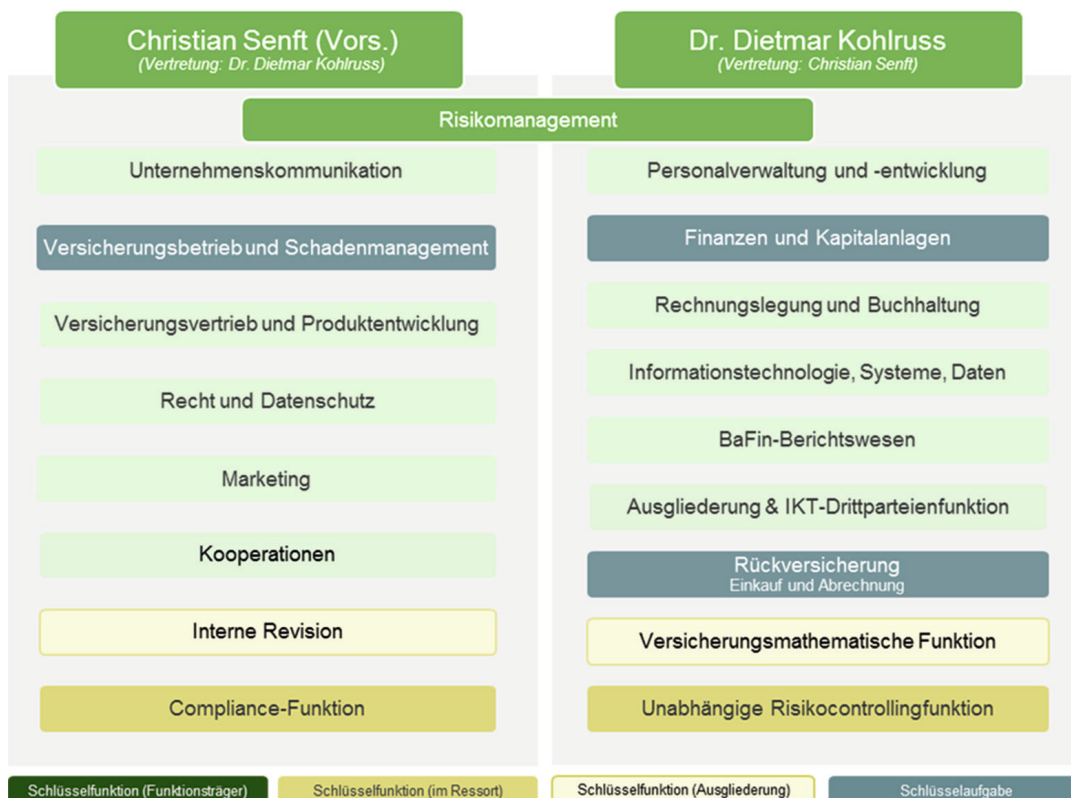 Christian Senft (Vors.)
(Vertretung: Dr. Dietmar Kohlruss)
Dr. Dietmar Kohlruss
(Vertretung: Christian Senft)
Risikomanagement
Unternehmenskommunikation
Versicherungsbetrieb und Schadenmanagement
Versicherungsvertrieb und Produktentwicklung
Recht und Datenschutz
Marketing
Kooperationen
Interne Revision
Compliance-Funktion
Personalverwaltung und -entwicklung
Finanzen und Kapitalanlagen
Rechnungslegung und Buchhaltung
Informationstechnologie, Systeme, Daten
BaFin-Berichtswesen
Ausgliederung & IKT-Drittparteienfunktion
Rückversicherung
Einkauf und Abrechnung
Versicherungsmathematische Funktion
Unabhängige Risikocontrollingfunktion
Schlüsselfunktion (Funktionsträger)
Schlüsselfunktion (im Ressort)
Schlüsselfunktion (Ausgliederung)
Schlüsselaufgabe